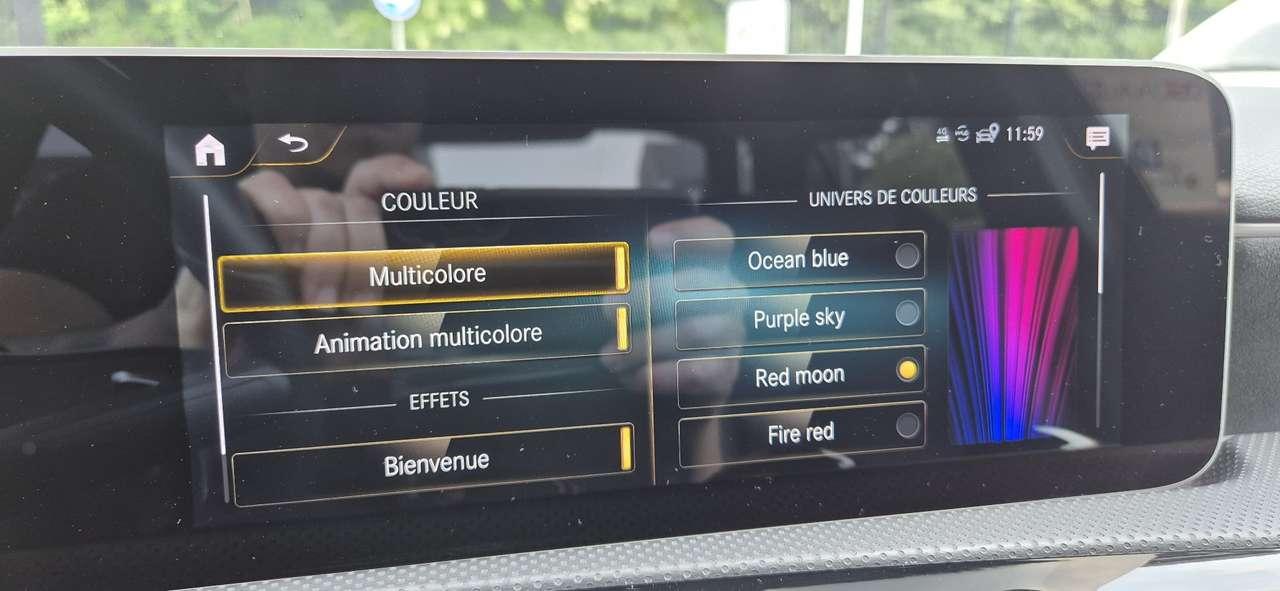 4G
11:59
COULEUR
Multicolore
Animation multicolore
EFFETS
Bienvenue
UNIVERS DE COULEURS
Ocean blue
Purple sky
Red moon
Fire red